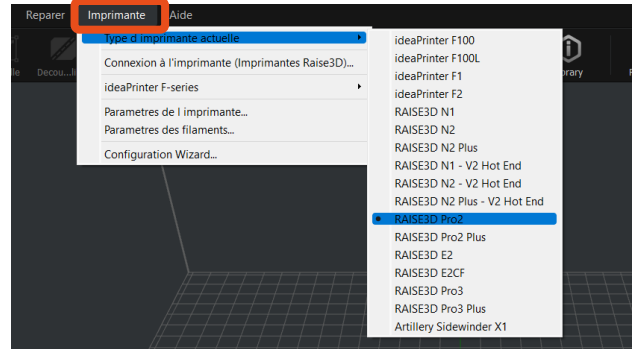 Reparer Imprimante Aide
Type d imprimante actuelle
Connexion à l'imprimante (Imprimantes Raise3D)...
ideaPrinter F-series
Parametres de l imprimante...
Parametres des filaments...
Configuration Wizard...
ideaPrinter F100
ideaPrinter F100L
ideaPrinter F1
ideaPrinter F2
RAISE3D N1
RAISE3D N2
RAISE3D N2 Plus
RAISE3D N1 - V2 Hot End
RAISE3D N2 - V2 Hot End
RAISE3D N2 Plus - V2 Hot End
RAISE3D Pro2
RAISE3D Pro2 Plus
RAISE3D E2
RAISE3D E2CF
RAISE3D Pro3
RAISE3D Pro3 Plus
Artillery Sidewinder X1